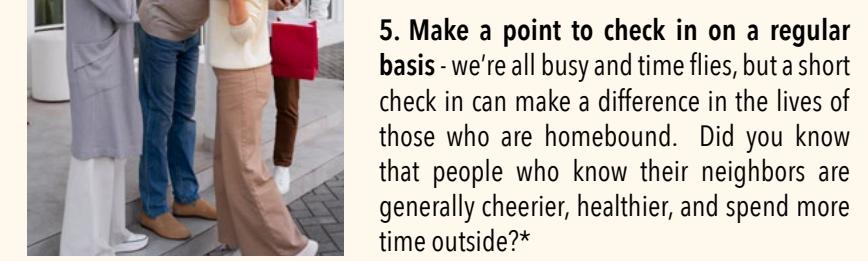 5. Make a point to check in on a regular
basis - we're all busy and time flies, but a short
check in can make a difference in the lives of
those who are homebound. Did you know
that people who know their neighbors are
generally cheerier, healthier, and spend more
time outside?*